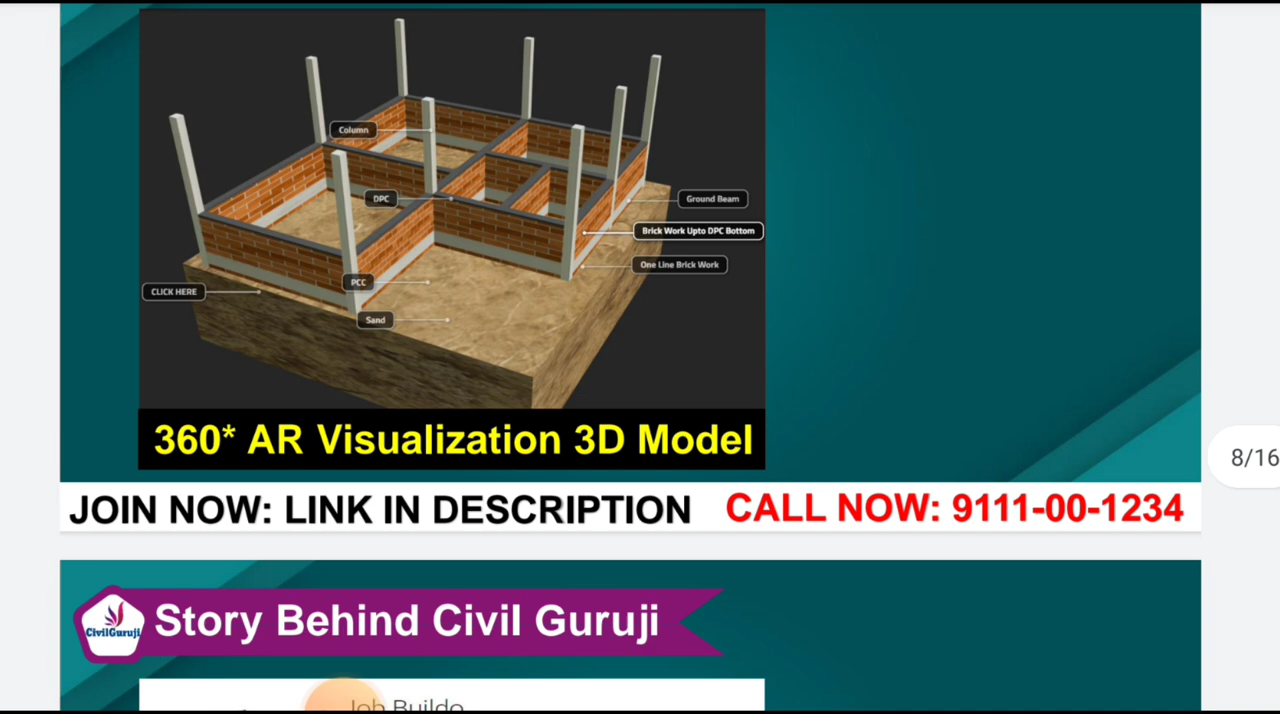 Column
DPC
Ground Beam
Brick Work Upto DPC Bottom
One Line Brick Work
PCC
CLICK HERE
Sand
360* AR Visualization 3D Model
8/16
JOIN NOW: LINK IN DESCRIPTION CALL NOW: 9111-00-1234
CivilGuruji
Story Behind Civil Guruji
Job